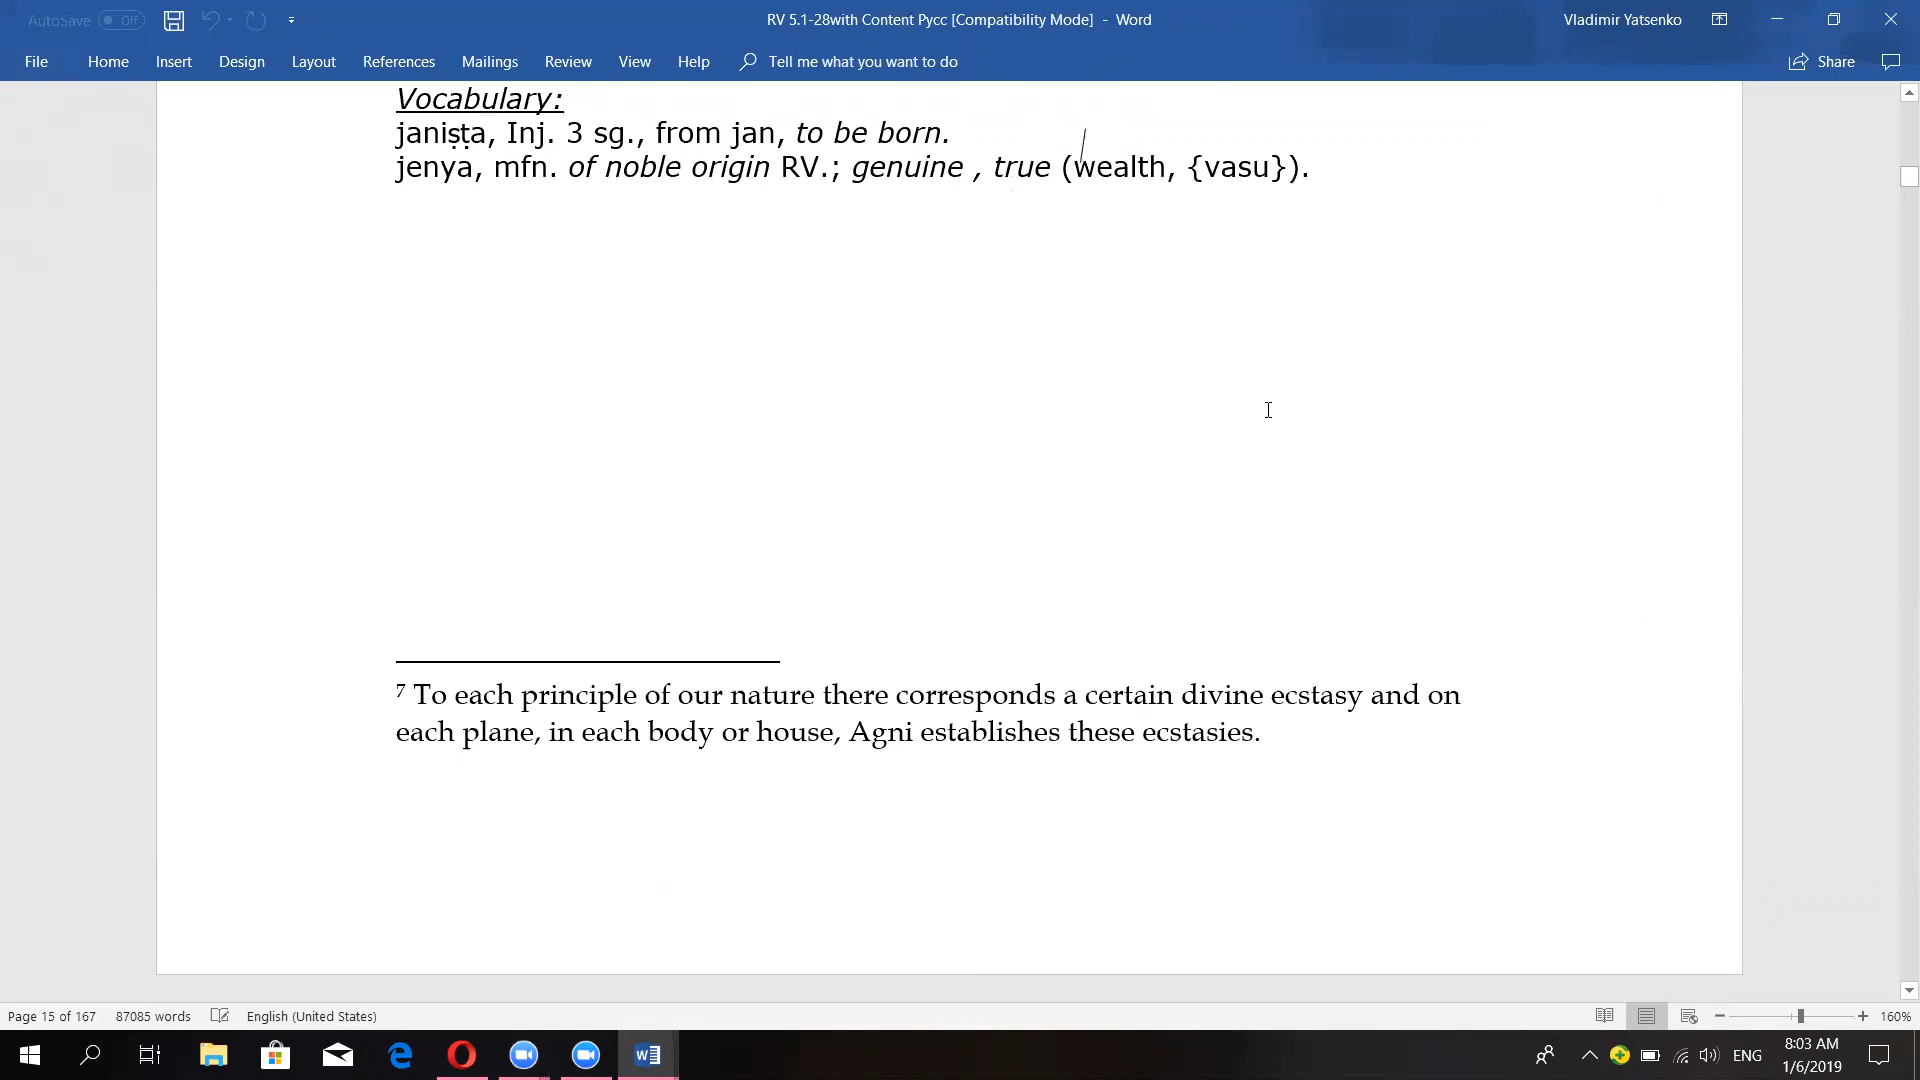 AutoSave Off
RV 5.1-28with Content Русс [Compatibility Mode] - Word
Vladimir Yatsenko
File Home Insert Design Layout References Mailings Review View Help Tell me what you want to do Share
Vocabulary:
janiṣṭa, Inj. 3 sg., from jan, to be born.
jenya, mfn. of noble origin RV.; genuine , true (wealth, {vasu}).
7 To each principle of our nature there corresponds a certain divine ecstasy and on
each plane, in each body or house, Agni establishes these ecstasies.
Page 15 of 167 87085 words English (United States) 160%
ENG
8:03 AM
1/6/2019